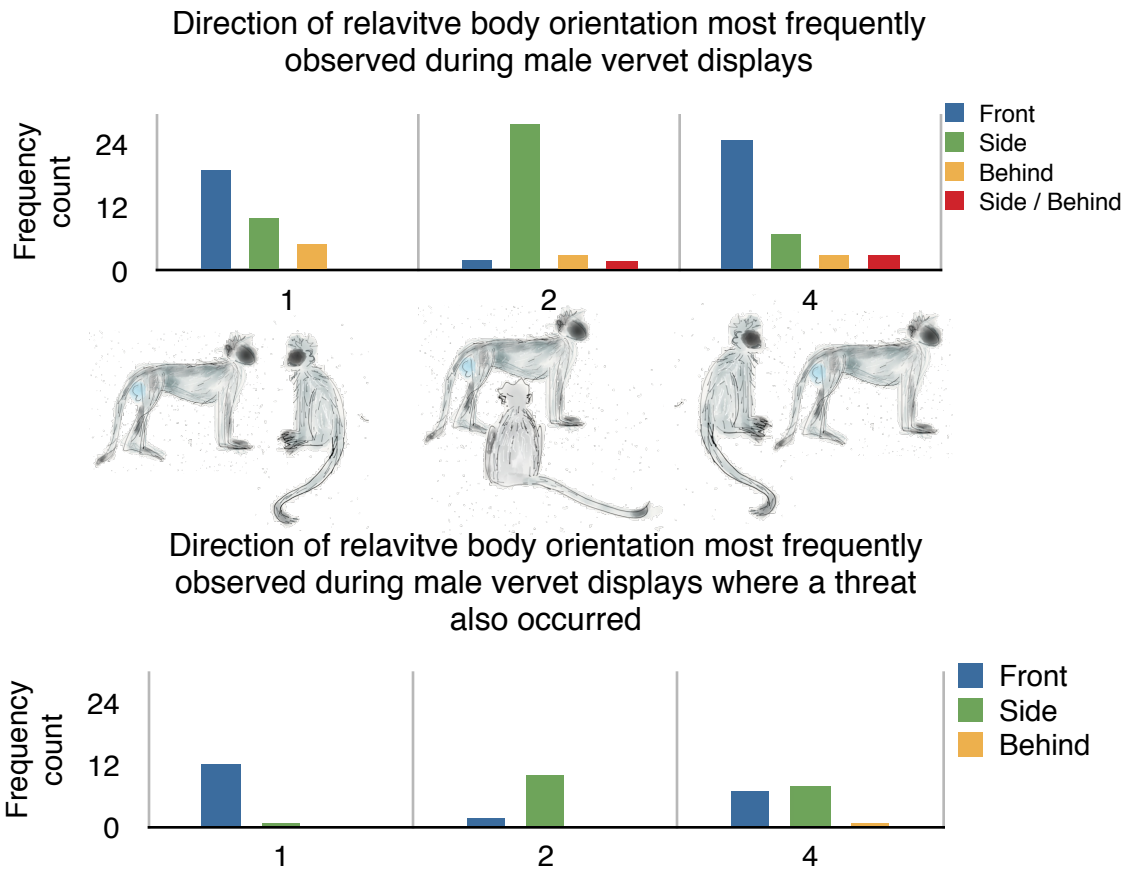 Direction of relavitve body orientation most frequently
observed during male vervet displays
Frequency
count
24
12
0
Front
Side
Behind
Side / Behind
1
2
4
Direction of relavitve body orientation most frequently
observed during male vervet displays where a threat
also occurred
Frequency
count
24
12
0
Front
Side
Behind
1
2
4